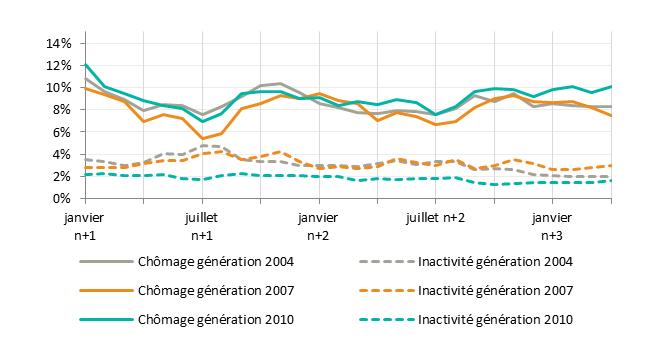 14%
12%
10%
8%
6%
4%
2%
0%
janvier juillet janvier juillet n+2 janvier
n+1 n+1 n+2 n+3
Chômage génération 2004 Inactivité génération 2004
Chômage génération 2007 Inactivité génération 2007
Chômage génération 2010 Inactivité génération 2010